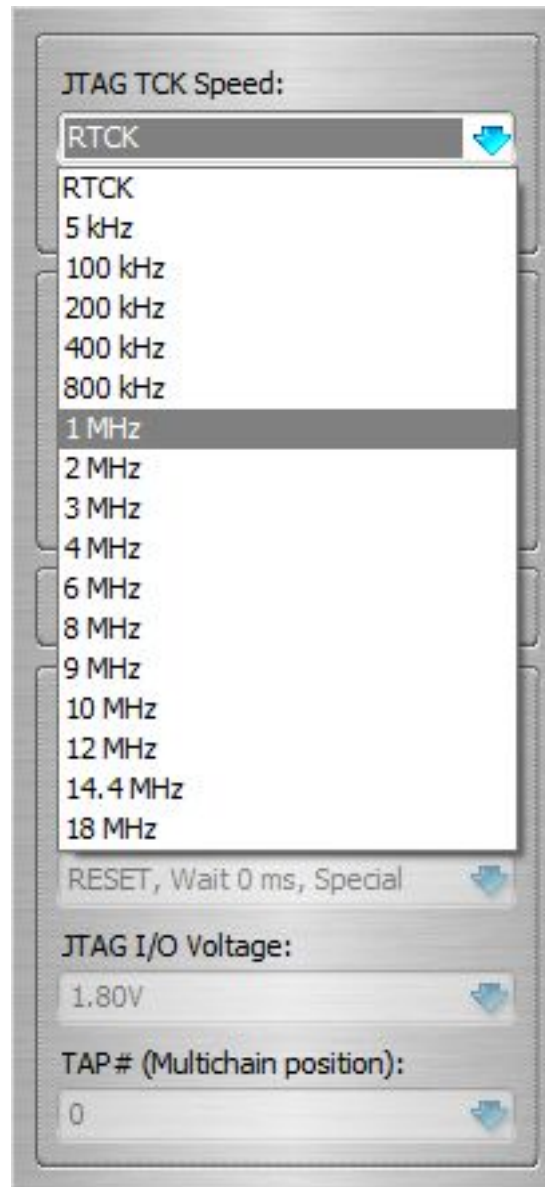 JTAG TCK Speed:
RTCK
RTCK
5 kHz
100 kHz
200 kHz
400 kHz
800 kHz
1 MHz
2 MHz
3 MHz
4 MHz
6 MHz
8 MHz
9 MHz
10 MHz
12 MHz
14.4 MHz
18 MHz
RESET, Wait 0 ms, Special
JTAG I/O Voltage:
1.80V
TAP# (Multichain position):
0